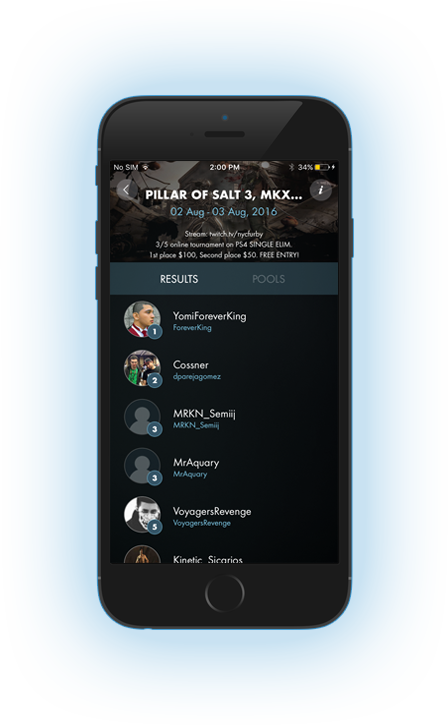 No SIM 2:00 PM 34%
PILLAR OF SALT 3, MKX...
i
02 Aug - 03 Aug, 2016
Stream: twitch.tv/nycfurby
3/5 online tournament on PS4 SINGLE ELIM.
1st place $100, Second place $50. FREE ENTRY!
RESULTS POOLS
YomiForeverKing
1
ForeverKing
Cossner
2
dparejagomez
MRKN_Semiij
3
MRKN_Semiij
MrAquary
3
MrAquary
VoyagersRevenge
5
VoyagersRevenge
Kinetic_Sicarios